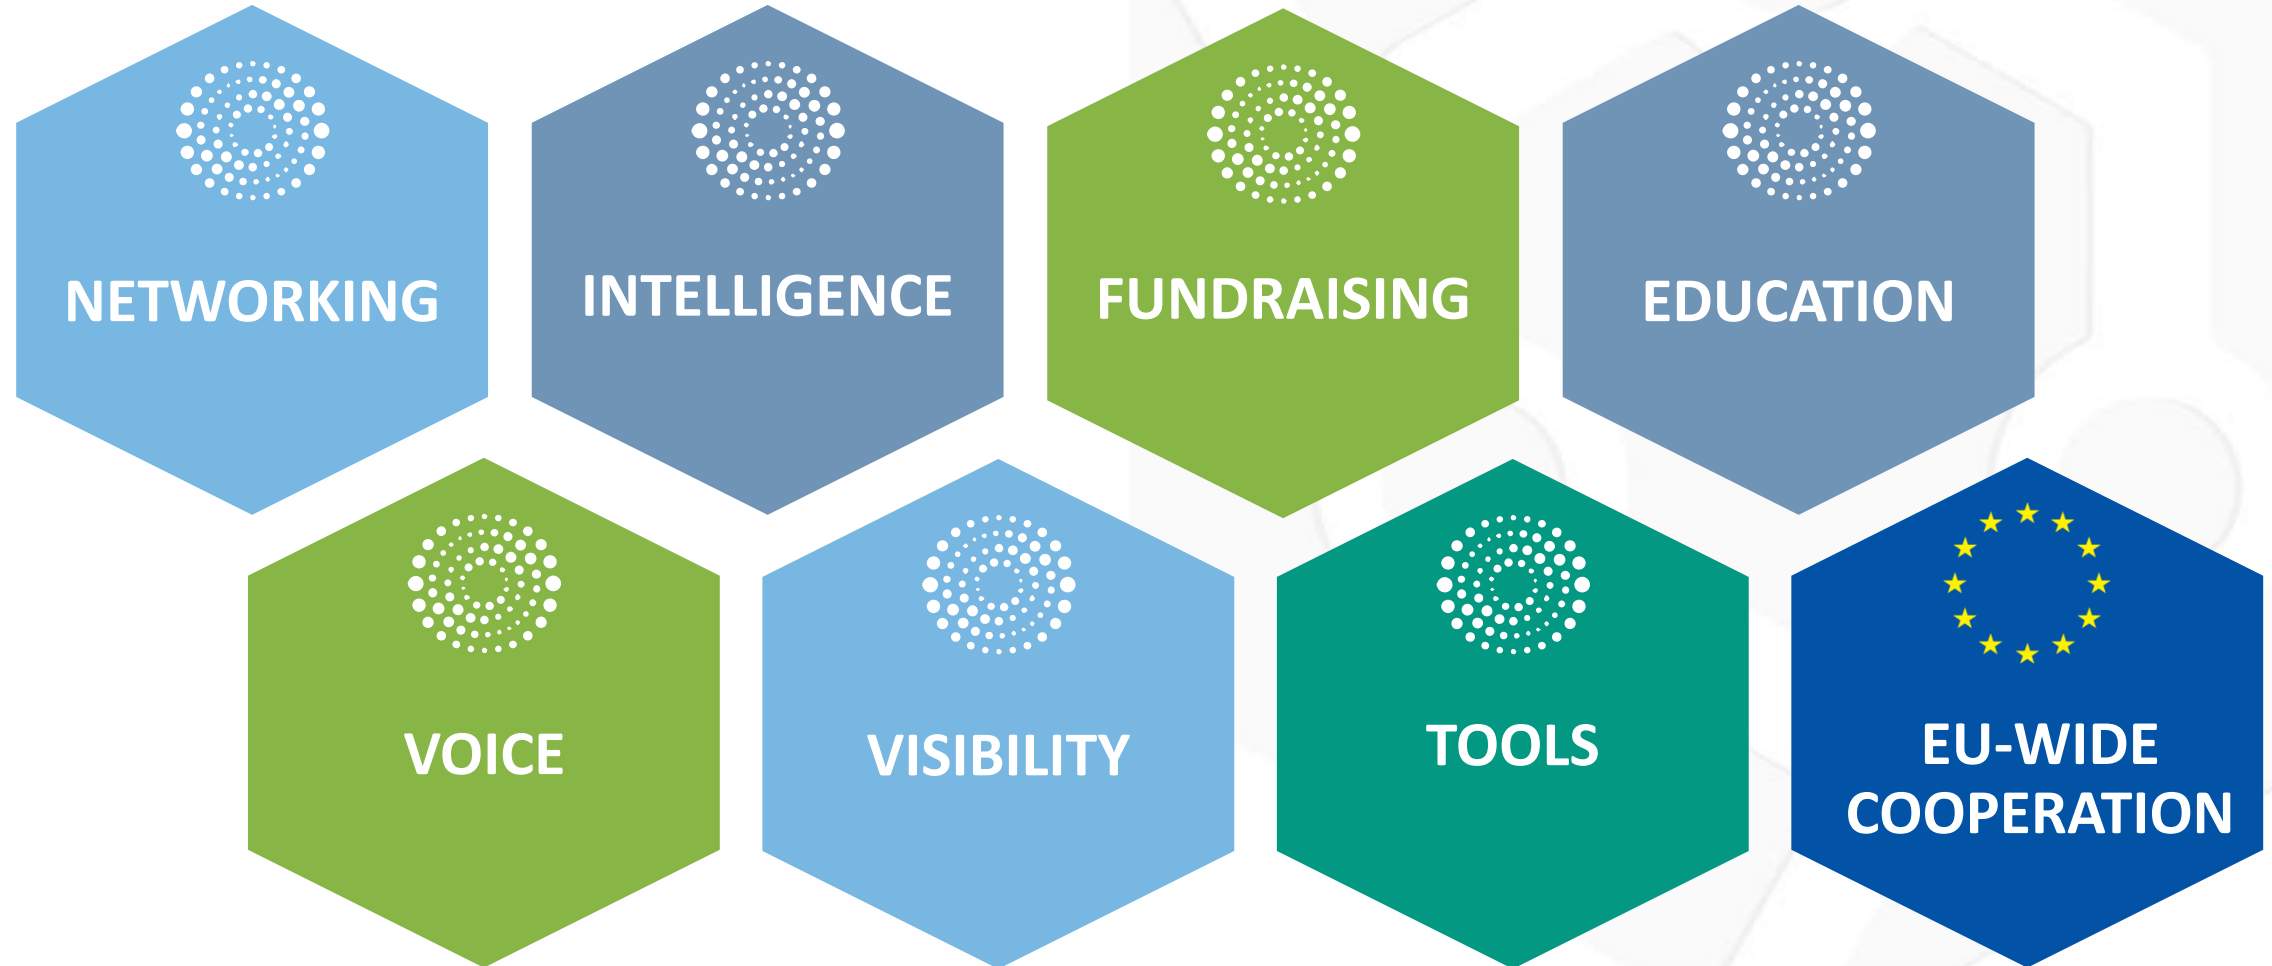 NETWORKING
INTELLIGENCE
FUNDRAISING
EDUCATION
VOICE
VISIBILITY
TOOLS
EU-WIDE
COOPERATION